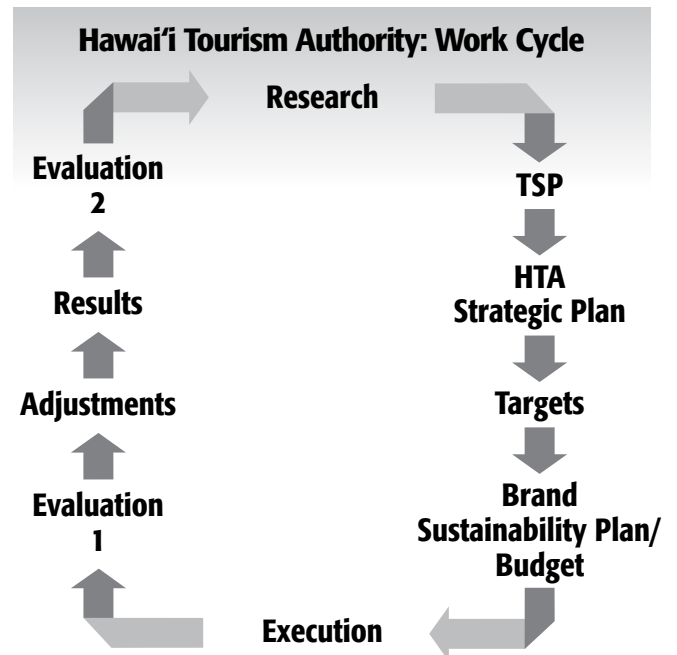 Hawai‘i Tourism Authority: Work Cycle
Research
TSP
HTA
Strategic Plan
Targets
Brand
Sustainability Plan/
Budget
Execution
Evaluation
1
Adjustments
Results
Evaluation
2